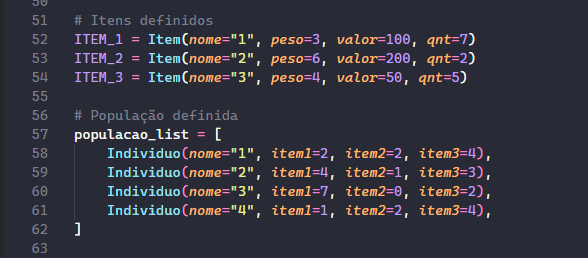 50
51 # Itens definidos
52 ITEM_1 = Item(nome="1", peso=3, valor=100, qnt=7)
53 ITEM_2 = Item(nome="2", peso=6, valor=200, qnt=2)
54 ITEM_3 = Item(nome="3", peso=4, valor=50, qnt=5)
55
56 # População definida
57 populacao_list = [
58     Individuo(nome="1", item1=2, item2=2, item3=4),
59     Individuo(nome="2", item1=4, item2=1, item3=3),
60     Individuo(nome="3", item1=7, item2=0, item3=2),
61     Individuo(nome="4", item1=1, item2=2, item3=4),
62 ]
63